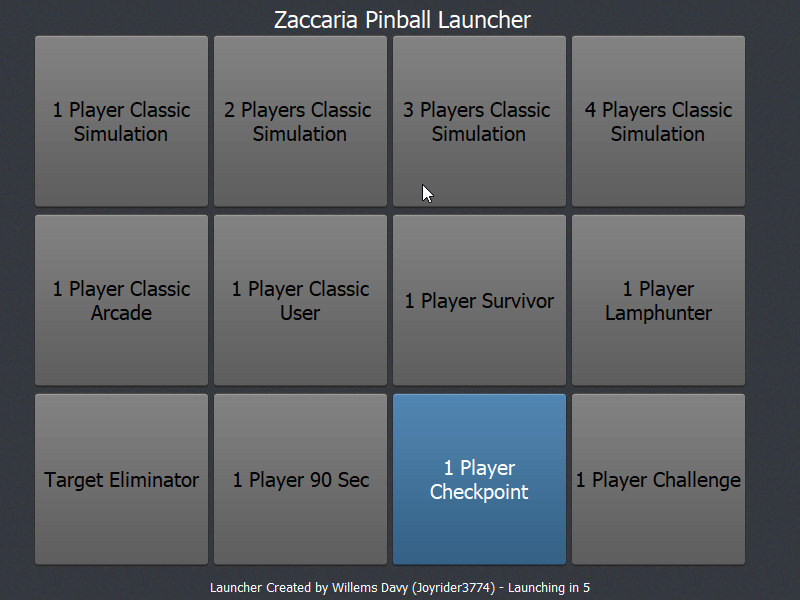 Zaccaria Pinball Launcher
1 Player Classic
Simulation
2 Players Classic
Simulation
3 Players Classic
Simulation
4 Players Classic
Simulation
1 Player Classic
Arcade
1 Player Classic
User
1 Player Survivor
1 Player
Lamphunter
Target Eliminator
1 Player 90 Sec
1 Player
Checkpoint
1 Player Challenge
Launcher Created by Willems Davy (Joyrider3774) - Launching in 5